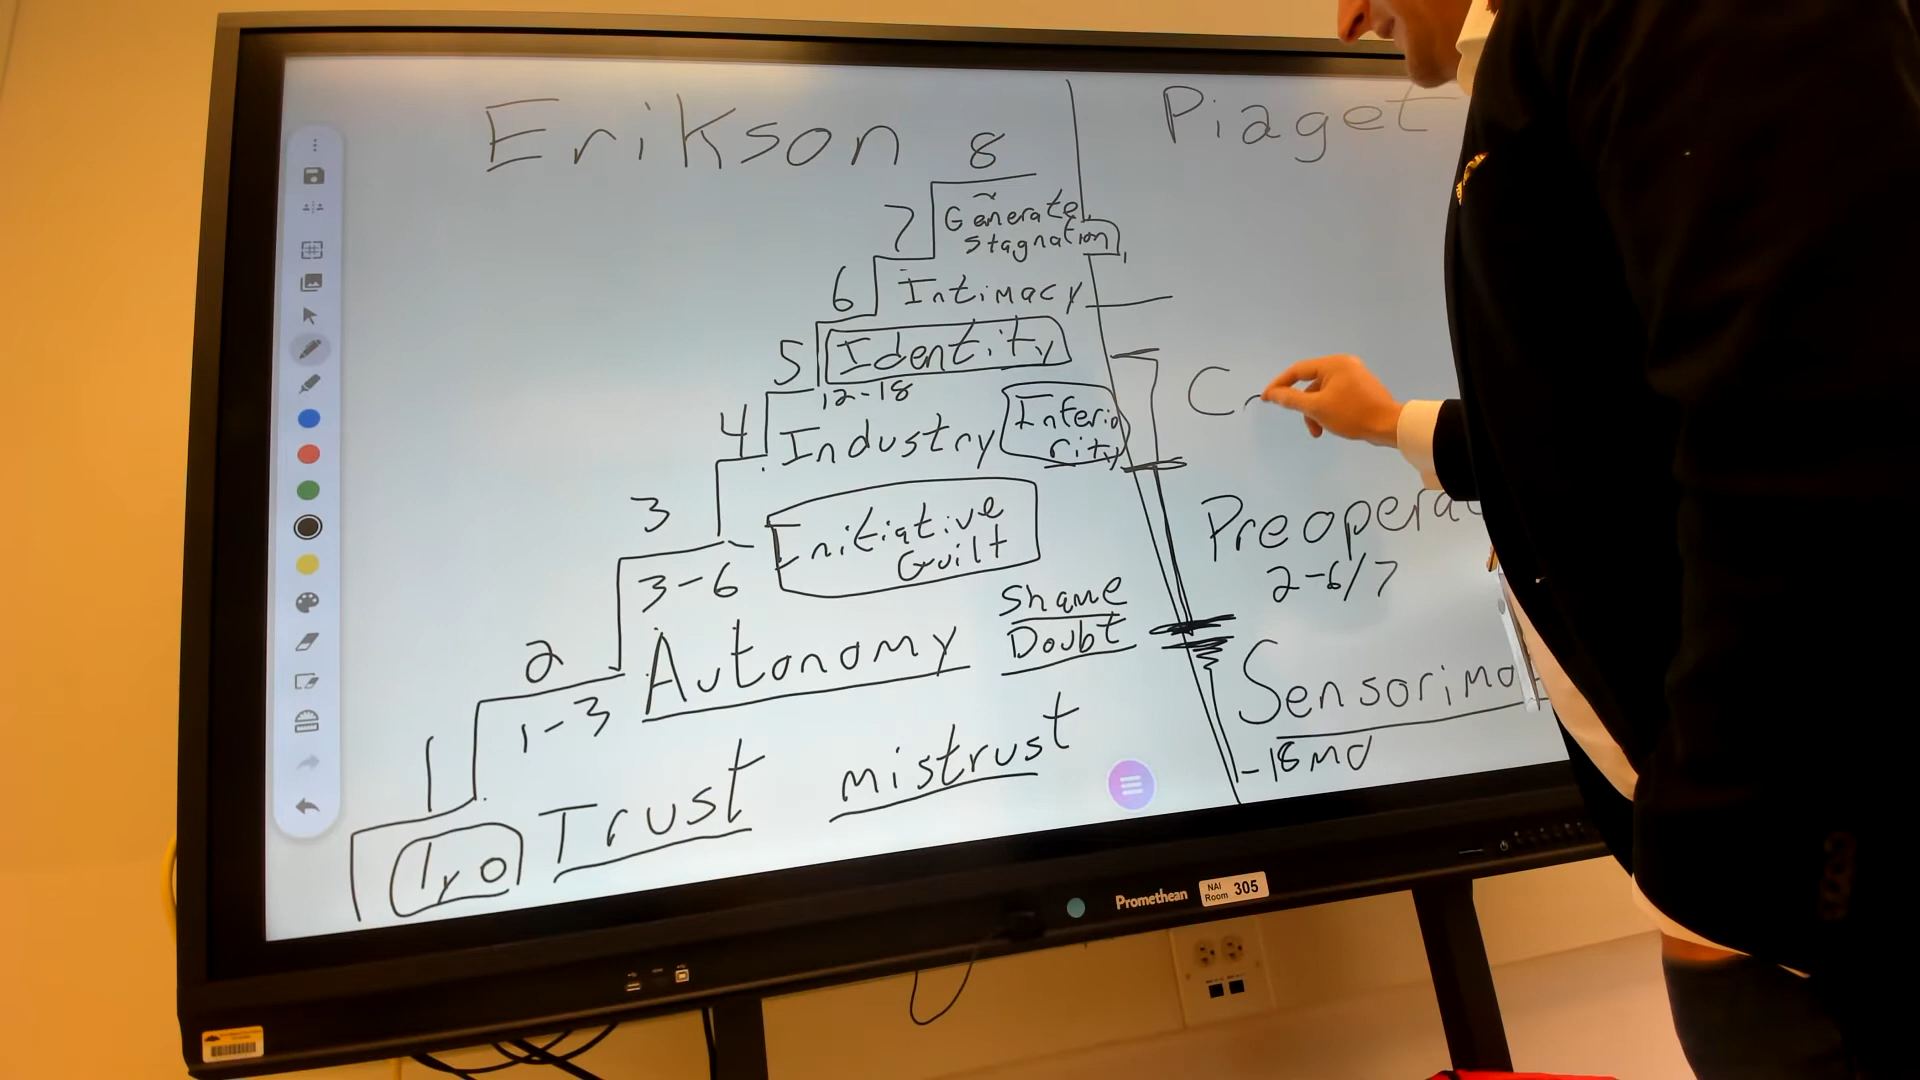 Erikson
8
7
Generate
stagnation
6 Intimacy
5 Identity
12-18
4 Industry Inferio
rity
3
Initiative
Guilt
3-6
2
Autonomy
Shame
Doubt
1-3
1
Trust mistrust
1yo
Piaget
Preopera
2-6/7
Sensorimo
-18mo
Promethean
NAI
Room 305